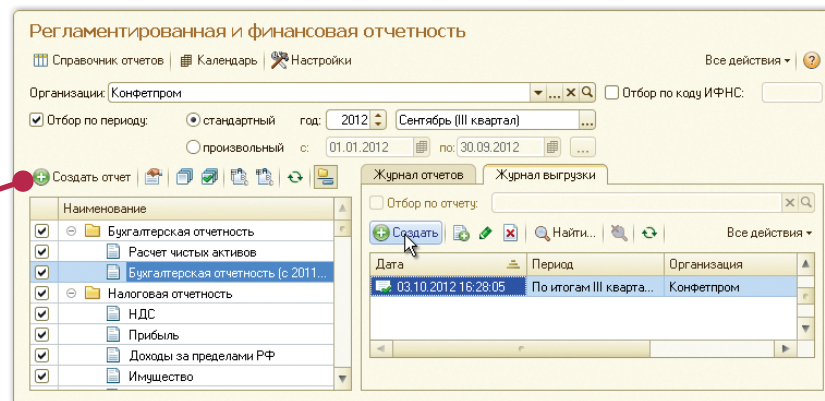 Регламентированная и финансовая отчетность
Справочник отчетов Календарь Настройки Все действия
Организации: Конфетпром ... Отбор по коду ИФНС:
Отбор по периоду: стандартный год: 2012 Сентябрь (III квартал) ...
произвольный с: 01.01.2012 по: 30.09.2012 ...
Создать отчет
Журнал отчетов Журнал выгрузки
Отбор по отчету:
Создать Найти... Все действия
Наименование
Бухгалтерская отчетность
Расчет чистых активов
Бухгалтерская отчетность (с 2011...
Налоговая отчетность
НДС
Прибыль
Доходы за пределами РФ
Имущество
Дата Период Организация
03.10.2012 16:28:05 По итогам III кварта... Конфетпром